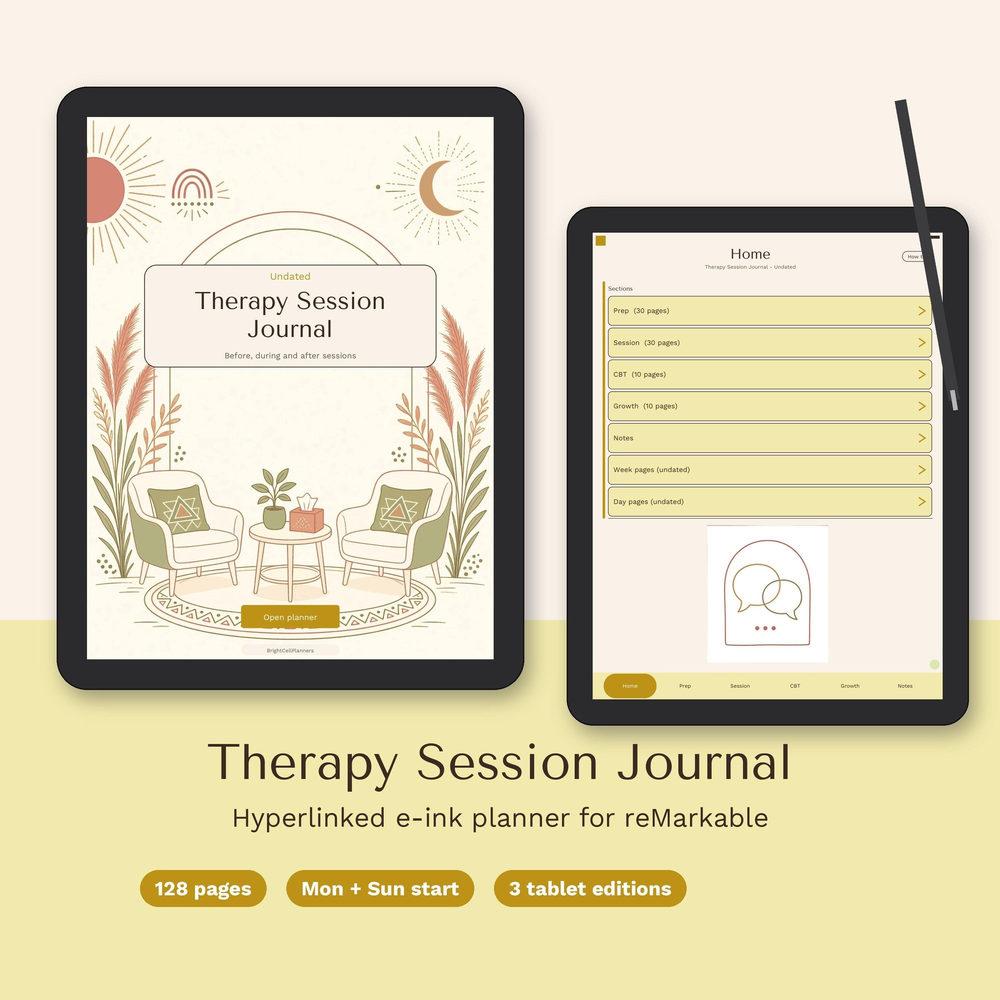 Undated
Therapy Session
Journal
Before, during and after sessions
Open planner
BrightCellPlanners
Home
Therapy Session Journal - Undated
How
Sections
Prep (30 pages)
Session (30 pages)
CBT (10 pages)
Growth (10 pages)
Notes
Week pages (undated)
Day pages (undated)
Home
Prep
Session
CBT
Growth
Notes
Therapy Session Journal
Hyperlinked e-ink planner for reMarkable
128 pages
Mon + Sun start
3 tablet editions